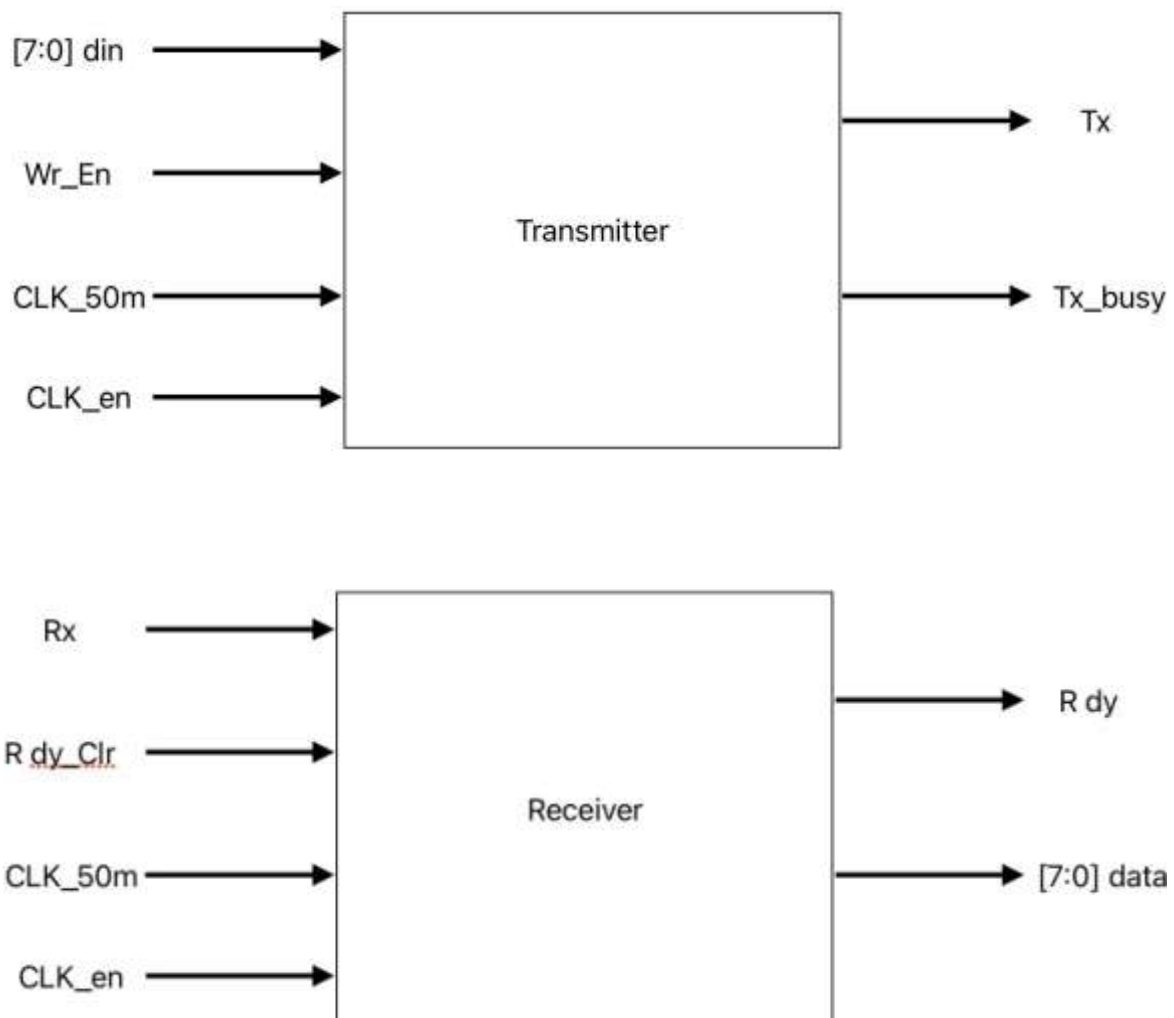 [7:0] din
Tx
Wr_En
Transmitter
CLK_50m
Tx_busy
CLK_en
Rx
R dy
R dy_Clr
Receiver
CLK_50m
[7:0] data
CLK_en